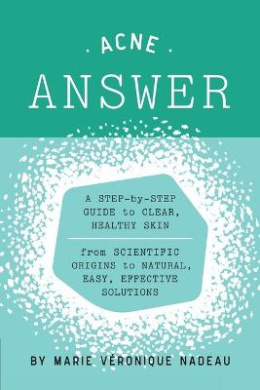 . ACNE .
ANSWER
A STEP-by-STEP
GUIDE to CLEAR,
HEALTHY SKIN
from SCIENTIFIC
ORIGINS to NATURAL,
EASY, EFFECTIVE
SOLUTIONS
BY MARIE VÉRONIQUE NADEAU